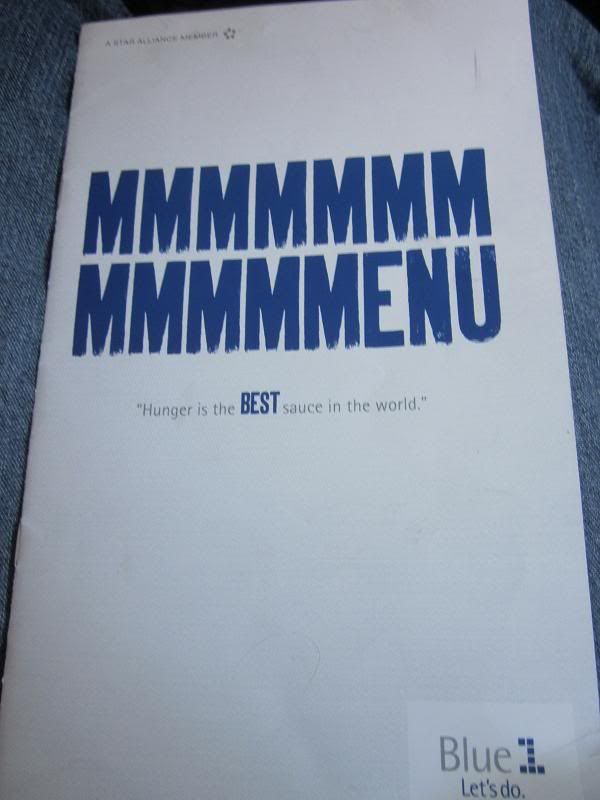 A STAR ALLIANCE MEMBER
MMMMMMM
MMMMMENU
"Hunger is the BEST sauce in the world."
Blue1
Let's do.